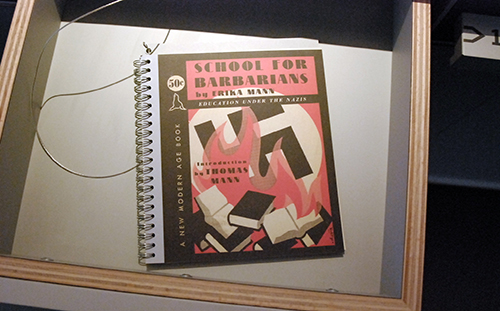 50¢
SCHOOL FOR
BARBARIANS
by ERIKA MANN
EDUCATION UNDER THE NAZIS
Introduction
by THOMAS
MANN
A NEW MODERN AGE BOOK